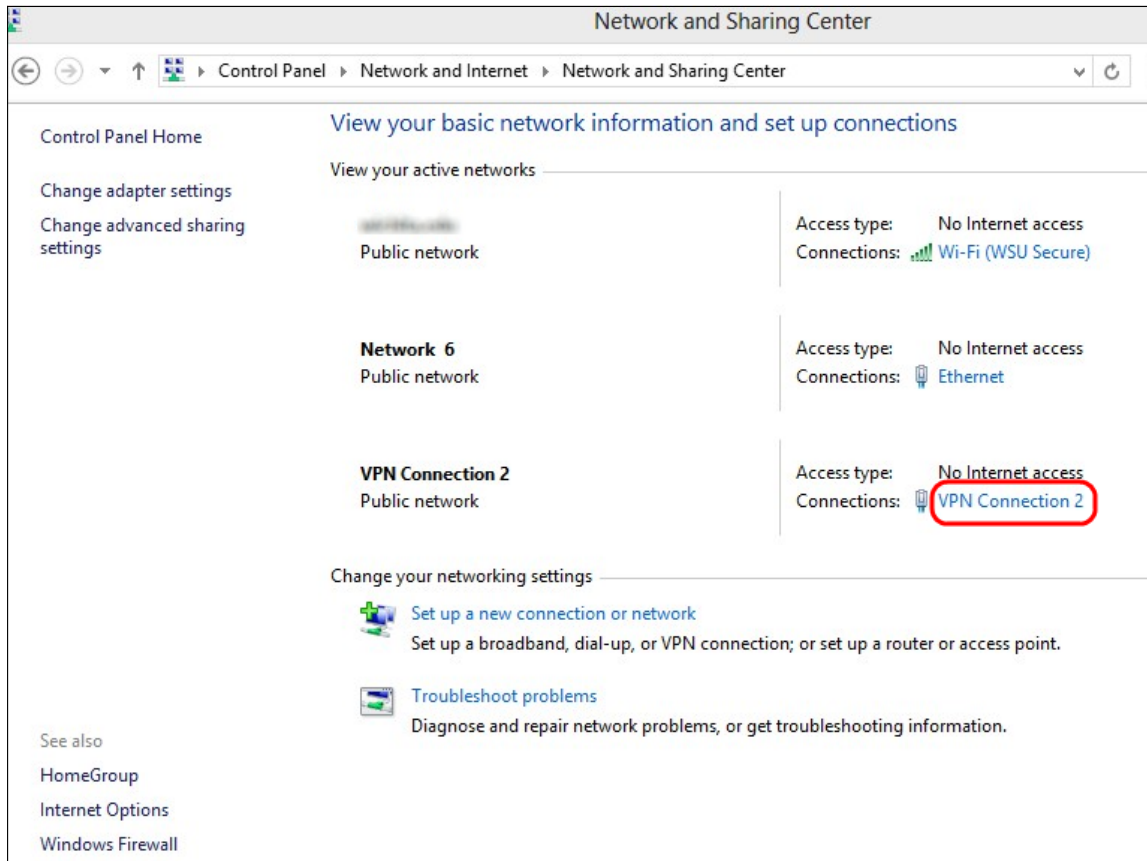 Network and Sharing Center
Control Panel Network and Internet Network and Sharing Center
Control Panel Home
Change adapter settings
Change advanced sharing
settings
View your basic network information and set up connections
View your active networks
Public network
Access type: No Internet access
Connections: Wi-Fi (WSU Secure)
Network 6
Public network
Access type: No Internet access
Connections: Ethernet
VPN Connection 2
Public network
Access type: No Internet access
Connections: VPN Connection 2
Change your networking settings
Set up a new connection or network
Set up a broadband, dial-up, or VPN connection; or set up a router or access point.
Troubleshoot problems
Diagnose and repair network problems, or get troubleshooting information.
See also
HomeGroup
Internet Options
Windows Firewall